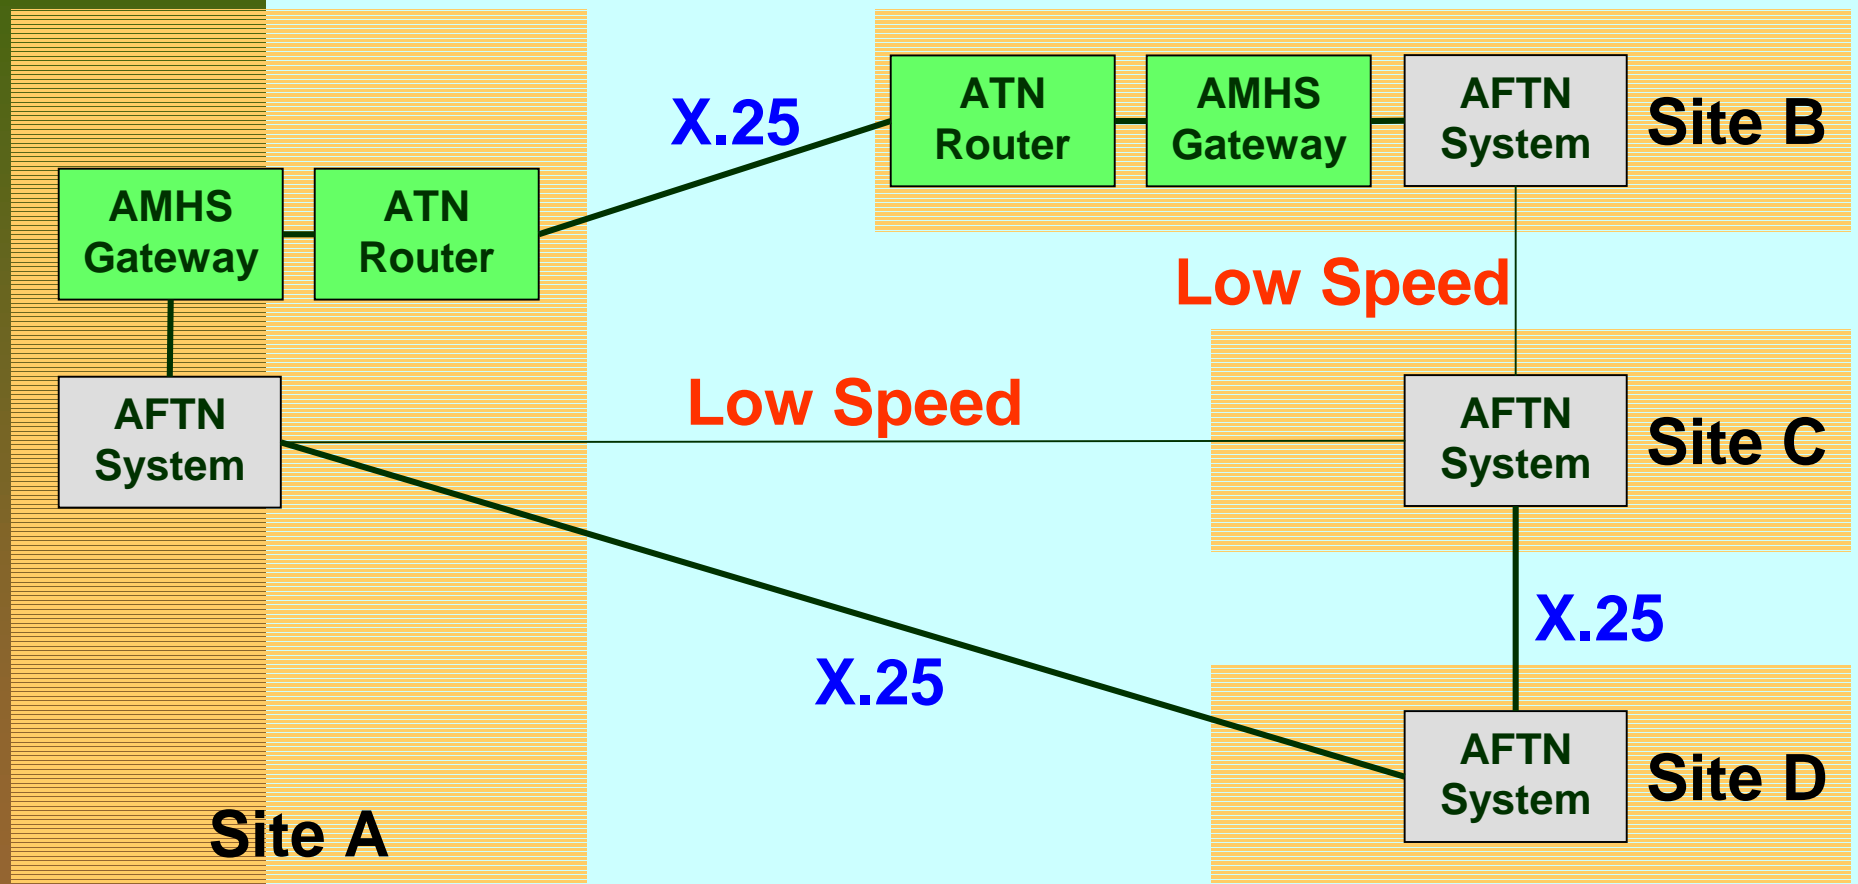 ATN
Router
AMHS
Gateway
AFTN
System
Site B
X.25
AMHS
Gateway
ATN
Router
Low Speed
AFTN
System
Low Speed
AFTN
System
Site C
X.25
X.25
AFTN
System
Site D
Site A